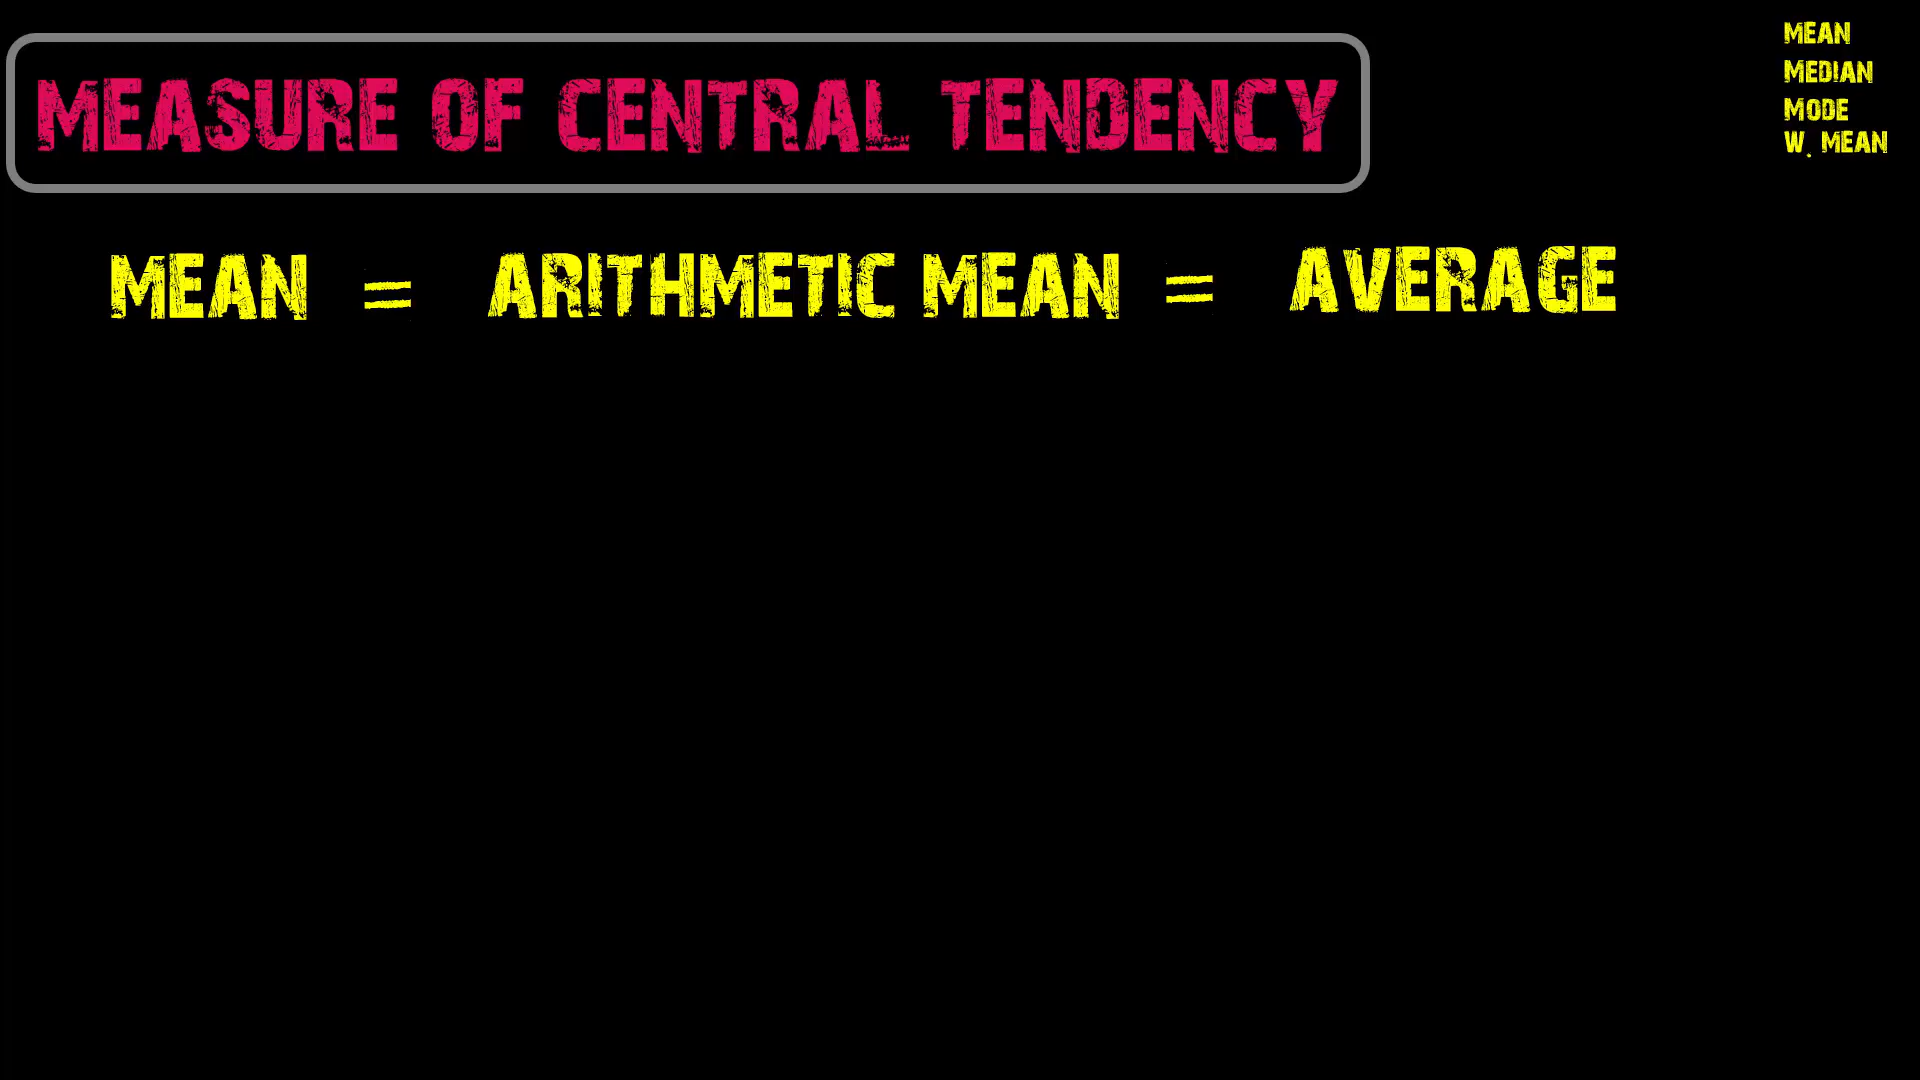 MEASURE OF CENTRAL TENDENCY
MEAN
MEDIAN
MODE
W. MEAN
MEAN = ARITHMETIC MEAN = AVERAGE